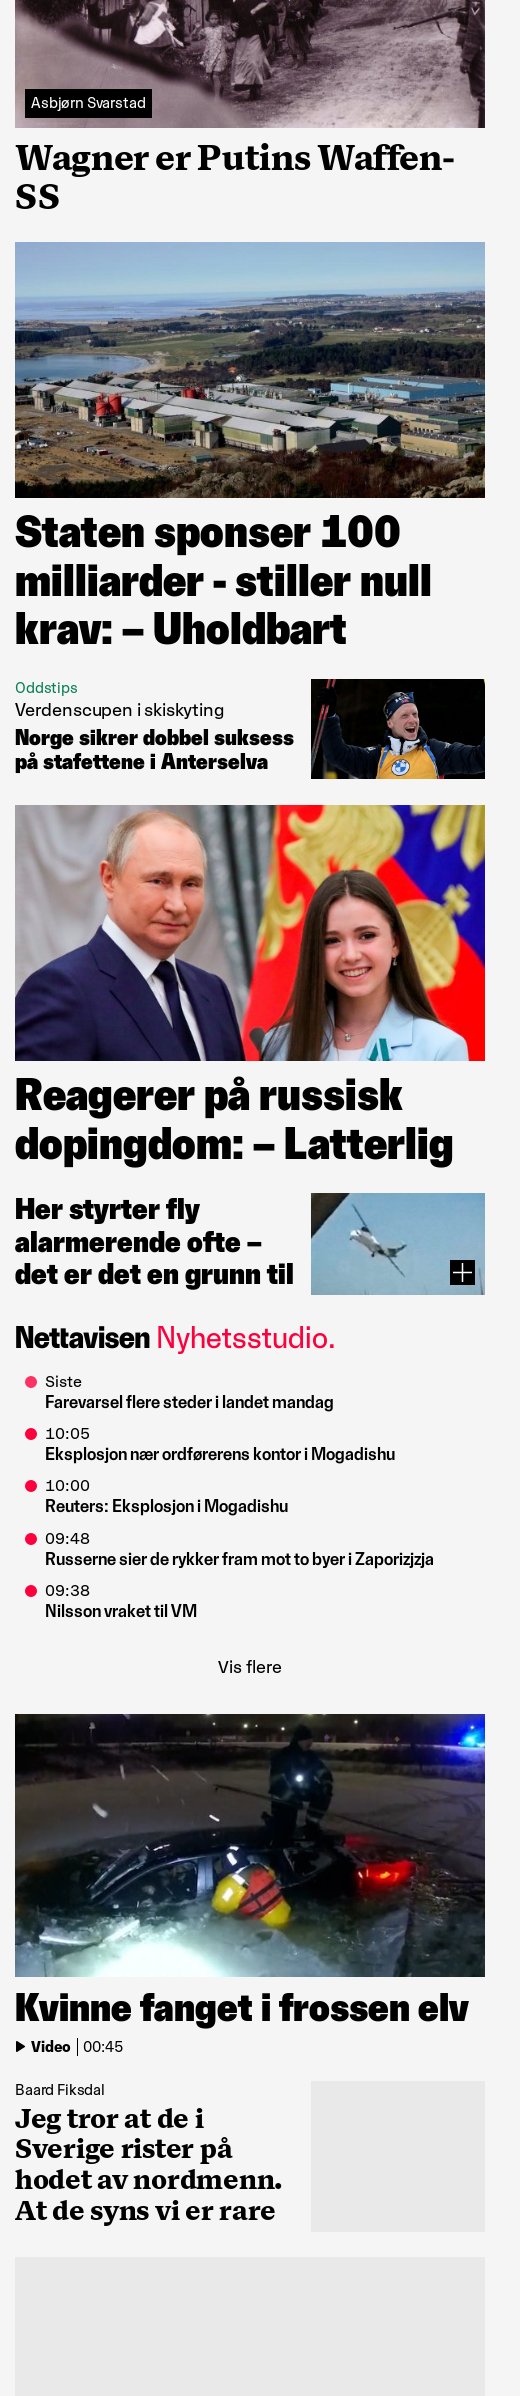 Asbjørn Svarstad
Wagner er Putins Waffen-
SS
Staten sponser 100
milliarder - stiller null
krav: – Uholdbart
Oddstips
Verdenscupen i skiskyting
Norge sikrer dobbel suksess
på stafettene i Anterselva
Reagerer på russisk
dopingdom: – Latterlig
Her styrter fly
alarmerende ofte –
det er det en grunn til
Nettavisen Nyhetsstudio.
Siste
Farevarsel flere steder i landet mandag
10:05
Eksplosjon nær ordførerens kontor i Mogadishu
10:00
Reuters: Eksplosjon i Mogadishu
09:48
Russerne sier de rykker fram mot to byer i Zaporizjzja
09:38
Nilsson vraket til VM
Vis flere
Kvinne fanget i frossen elv
Video 00:45
Baard Fiksdal
Jeg tror at de i
Sverige rister på
hodet av nordmenn.
At de syns vi er rare